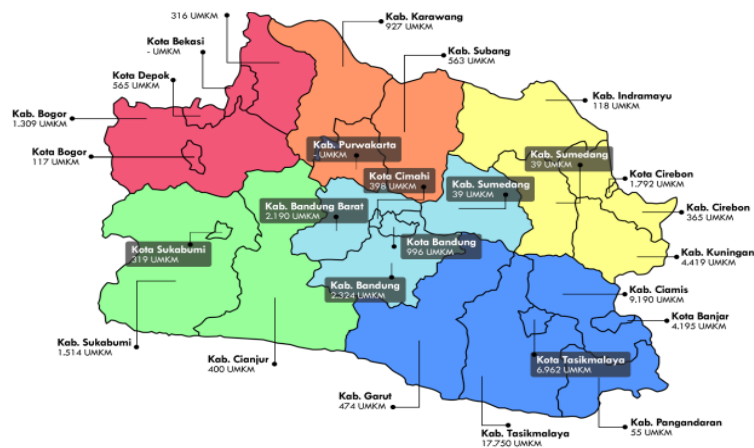 316 UMKM
Kab. Karawang
927 UMKM
Kota Bekasi
- UMKM
Kab. Subang
563 UMKM
Kota Depok
565 UMKM
Kab. Indramayu
118 UMKM
Kab. Bogor
1.309 UMKM
Kota Bogor
117 UMKM
Kab. Purwakarta
- UMKM
Kab. Sumedang
39 UMKM
Kota Cimahi
398 UMKM
Kab. Sumedang
39 UMKM
Kota Cirebon
1.792 UMKM
Kab. Bandung Barat
2.190 UMKM
Kab. Cirebon
365 UMKM
Kota Sukabumi
319 UMKM
Kota Bandung
996 UMKM
Kab. Kuningan
4.419 UMKM
Kab. Bandung
2.324 UMKM
Kab. Ciamis
9.190 UMKM
Kota Banjar
4.195 UMKM
Kab. Sukabumi
1.514 UMKM
Kab. Cianjur
400 UMKM
Kota Tasikmalaya
6.962 UMKM
Kab. Garut
474 UMKM
Kab. Tasikmalaya
17.750 UMKM
Kab. Pangandaran
55 UMKM